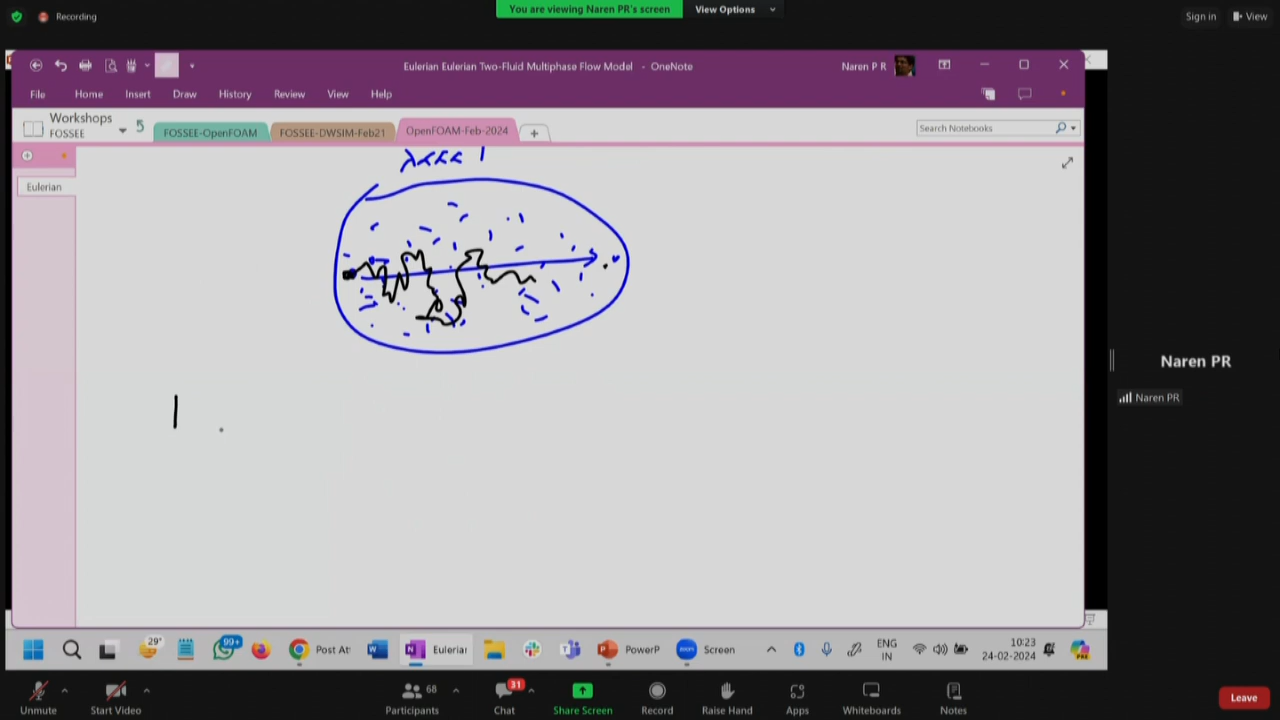 Recording
You are viewing Naren PR's screen
View Options
Sign in
View
Eulerian Eulerian Two-Fluid Multiphase Flow Model - OneNote
Naren P R
File
Home
Insert
Draw
History
Review
View
Help
Workshops
FOSSEE
FOSSEE-OpenFOAM
FOSSEE-DWSIM-Feb21
OpenFOAM-Feb-2024
Search Notebooks
Eulerian
λ<<< 1
Naren PR
Naren PR
29°
99+
Post At
Eulerian
PowerP
Screen
ENG
IN
10:23
24-02-2024
Unmute
Start Video
68
Participants
31
Chat
Share Screen
Record
Raise Hand
Apps
Whiteboards
Notes
Leave